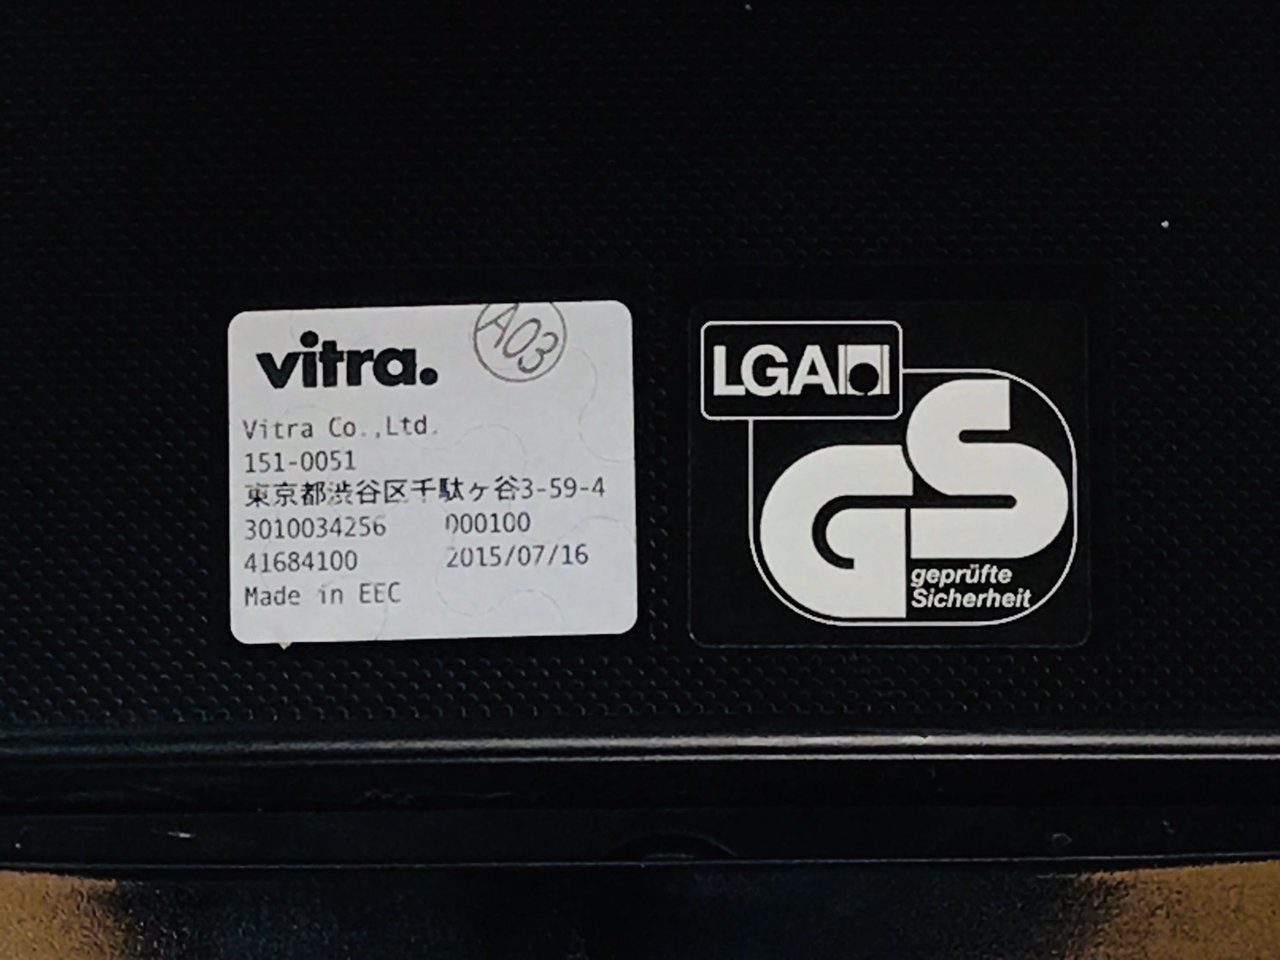 vitra.
A03
Vitra Co.,Ltd.
151-0051
東京都渋谷区千駄ヶ谷3-59-4
3010034256 000100
41684100 2015/07/16
Made in EEC
LGA
GS
geprüfte
Sicherheit